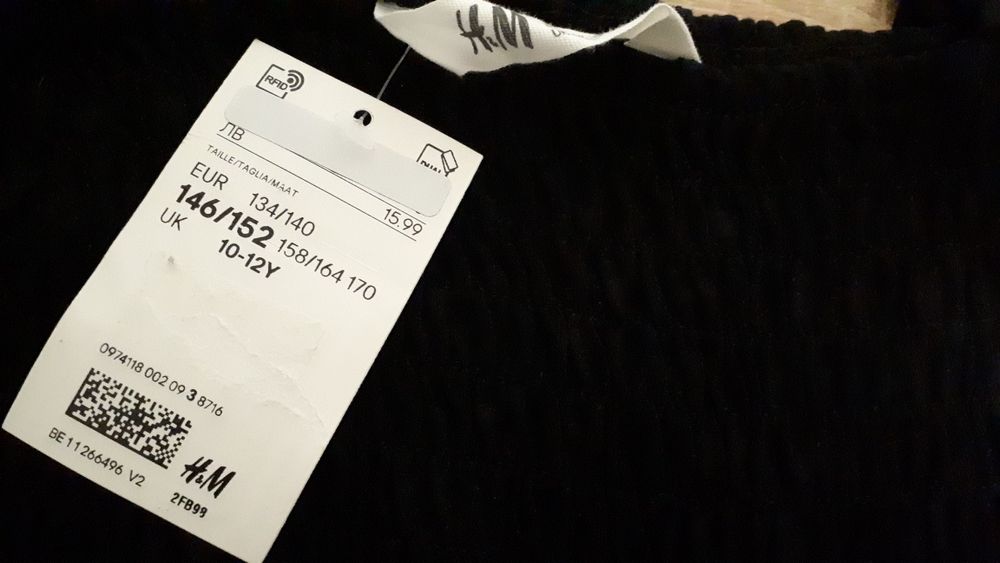 H&M
RFID
ЛВ 15.99
TAILLE/TAGLIA/MAAT
EUR 134/140
146/152 158/164 170
UK 10-12Y
0974118 002 09 3 8716
BE 11266496 V2
H&M
2FB98